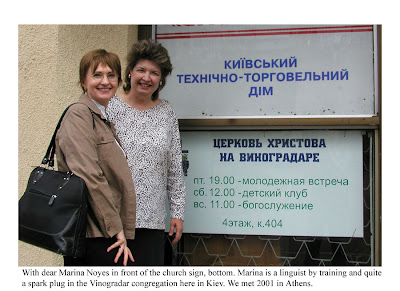 КИЇВСЬКИЙ
ТЕХНІЧНО-ТОРГОВЕЛЬНИЙ
ДІМ
ЦЕРКОВЬ ХРИСТОВА
НА ВИНОГРАДАРЕ
пт. 19.00 -молодежная встреча
сб. 12.00 -детский клуб
вс. 11.00 -богослужение
4этаж, к.404
With dear Marina Noyes in front of the church sign, bottom. Marina is a linguist by training and quite
a spark plug in the Vinogradar congregation here in Kiev. We met 2001 in Athens.